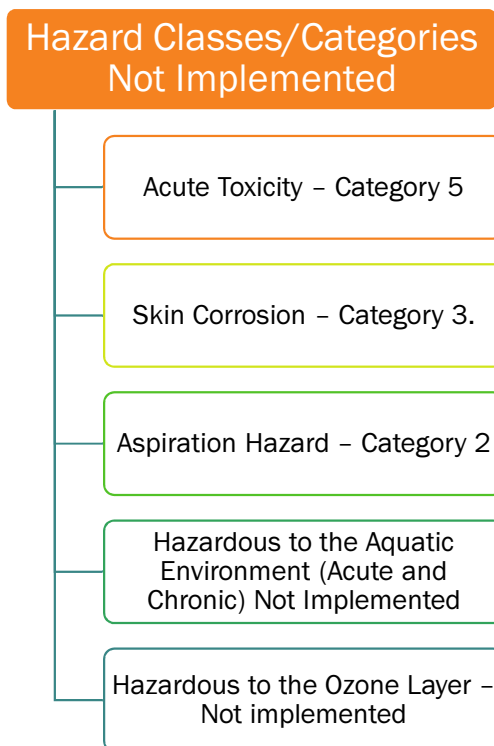 Hazard Classes/Categories
Not Implemented
Acute Toxicity – Category 5
Skin Corrosion – Category 3.
Aspiration Hazard – Category 2
Hazardous to the Aquatic
Environment (Acute and
Chronic) Not Implemented
Hazardous to the Ozone Layer –
Not implemented